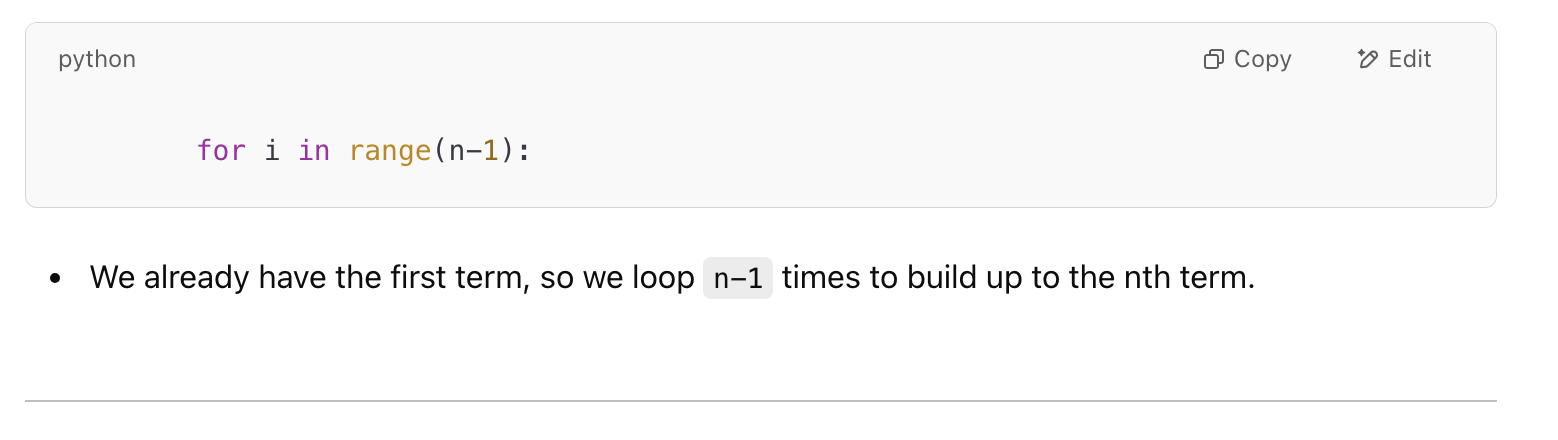 python Copy Edit
for i in range(n-1):
• We already have the first term, so we loop n-1 times to build up to the nth term.